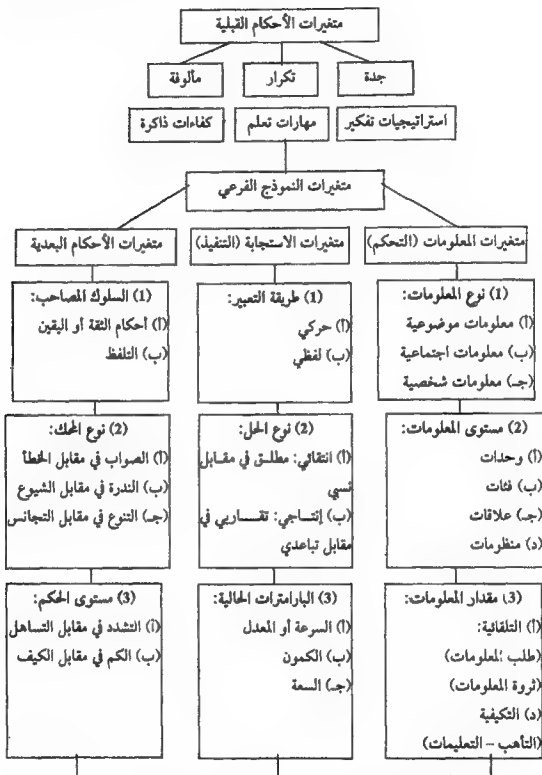 متغيرات الأحكام القبلية
جدة
تكرار
مألوفة
استراتيجيات تفكير
مهارات تعلم
كفاءات ذاكرة
متغيرات النموذج الفرعي
متغيرات المعلومات (التحكم)
متغيرات الاستجابة (التنفيذ)
متغيرات الأحكام البعدية
(1) نوع المعلومات:
(أ) معلومات موضوعية
(ب) معلومات اجتماعية
(جـ) معلومات شخصية
(1) طريقة التعبير:
(أ) حركي
(ب) لفظي
(1) السلوك المصاحب:
(أ) أحكام الثقة أو اليقين
(ب) التلفظ
(2) مستوى المعلومات:
(أ) وحدات
(ب) فئات
(جـ) علاقات
(د) منظومات
(2) نوع الحل:
(أ) انتقائي: مطلق في مقابل
نسبي
(ب) إنتاجي: تقاربي في
مقابل تباعدي
(2) نوع المحك:
(أ) الصواب في مقابل الخطأ
(ب) الندرة في مقابل الشيوع
(جـ) التنوع في مقابل التجانس
(3) مقدار المعلومات:
(أ) التلقائية:
(طلب المعلومات)
(ثروة المعلومات)
(د) التكيفية
(التأهب – التعليمات)
(3) البارامترات الحالية:
(أ) السرعة أو المعدل
(ب) الكمون
(جـ) السعة
(3) مستوى الحكم:
(أ) التشدد في مقابل التساهل
(ب) الكم في مقابل الكيف